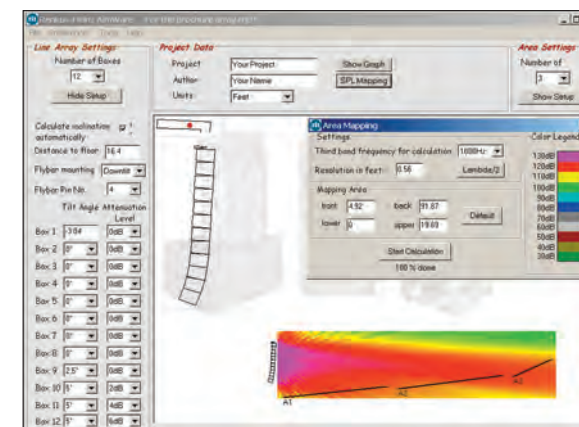 Line Array Settings
Number of Boxes
12
Hide Setup
Calculate inclination
automatically
Distance to floor 16.4
Flybar mounting Downtilt
Flybar Pin No. 4
Tilt Angle Attenuation
Level
Box 1 -3.04 0dB
Box 2 0° 0dB
Box 3 0° 0dB
Box 4 0° 0dB
Box 5 0° 0dB
Box 6 0° 0dB
Box 7 0° 0dB
Box 8 0° 0dB
Box 9 2.5° 0dB
Box 10 5° 2dB
Box 11 5° 4dB
Box 12 5° 6dB
Project Data
Project Your Project Show Graph
Author Your Name SPL Mapping
Units Feet
Area Settings
Number of
3
Show Setup
Area Mapping
Settings
Third band frequency for calculation 1000Hz
Resolution in feet: 0.56 Lambda/2
Mapping Area
front 4.92 back 91.87
lower 0 upper 19.69
Default
Start Calculation
100 % done
Color Legend
130dB
120dB
110dB
100dB
90dB
80dB
70dB
60dB
50dB
40dB
30dB
A1
A2
A3